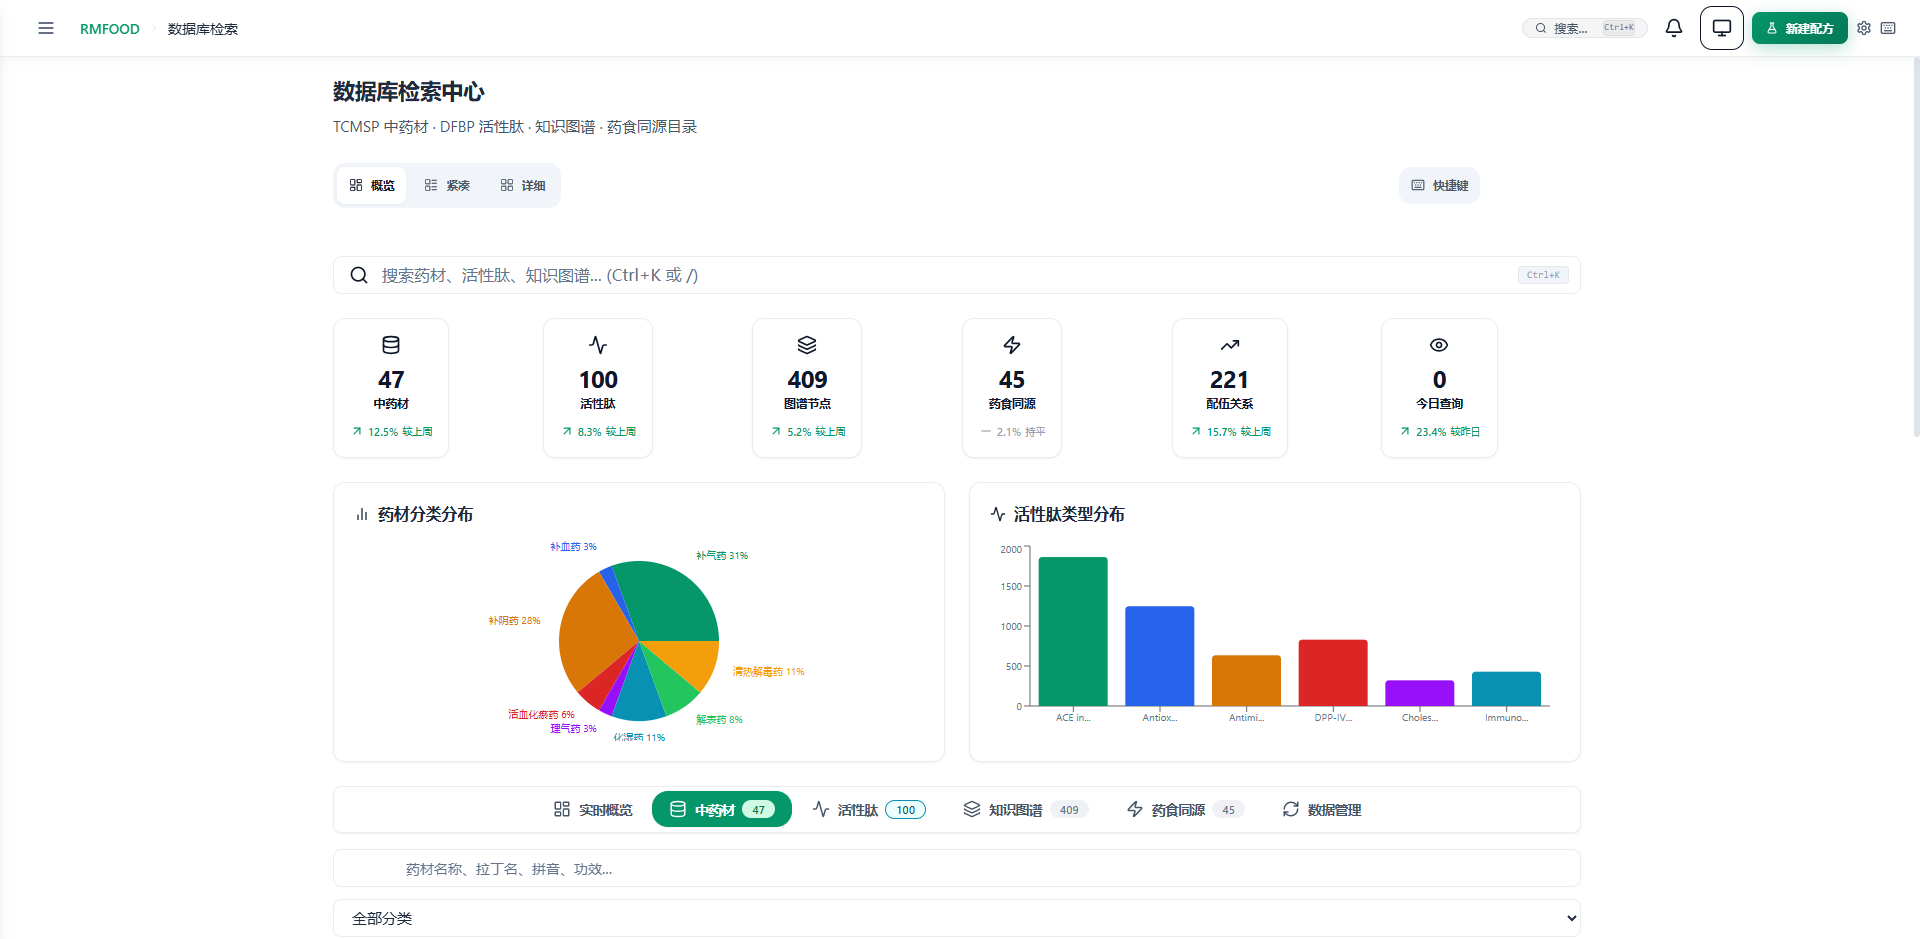 RMFOOD
数据库检索
搜索... Ctrl+K
新建配方
数据库检索中心
TCMSP 中药材 · DFBP 活性肽 · 知识图谱 · 药食同源目录
概览
紧凑
详细
快捷键
搜索药材、活性肽、知识图谱... (Ctrl+K 或 /)
Ctrl+K
47
中药材
12.5% 较上周
100
活性肽
8.3% 较上周
409
图谱节点
5.2% 较上周
45
药食同源
2.1% 持平
221
配伍关系
15.7% 较上周
0
今日查询
23.4% 较昨日
药材分类分布
补血药 3%
补气药 31%
补阴药 28%
清热解毒药 11%
活血化瘀药 6%
理气药 3%
化湿药 11%
解表药 8%
活性肽类型分布
2000
1500
1000
500
0
ACE in...
Antiox...
Antimi...
DPP-IV...
Choles...
Immuno...
实时概览
中药材 47
活性肽 100
知识图谱 409
药食同源 45
数据管理
药材名称、拉丁名、拼音、功效...
全部分类